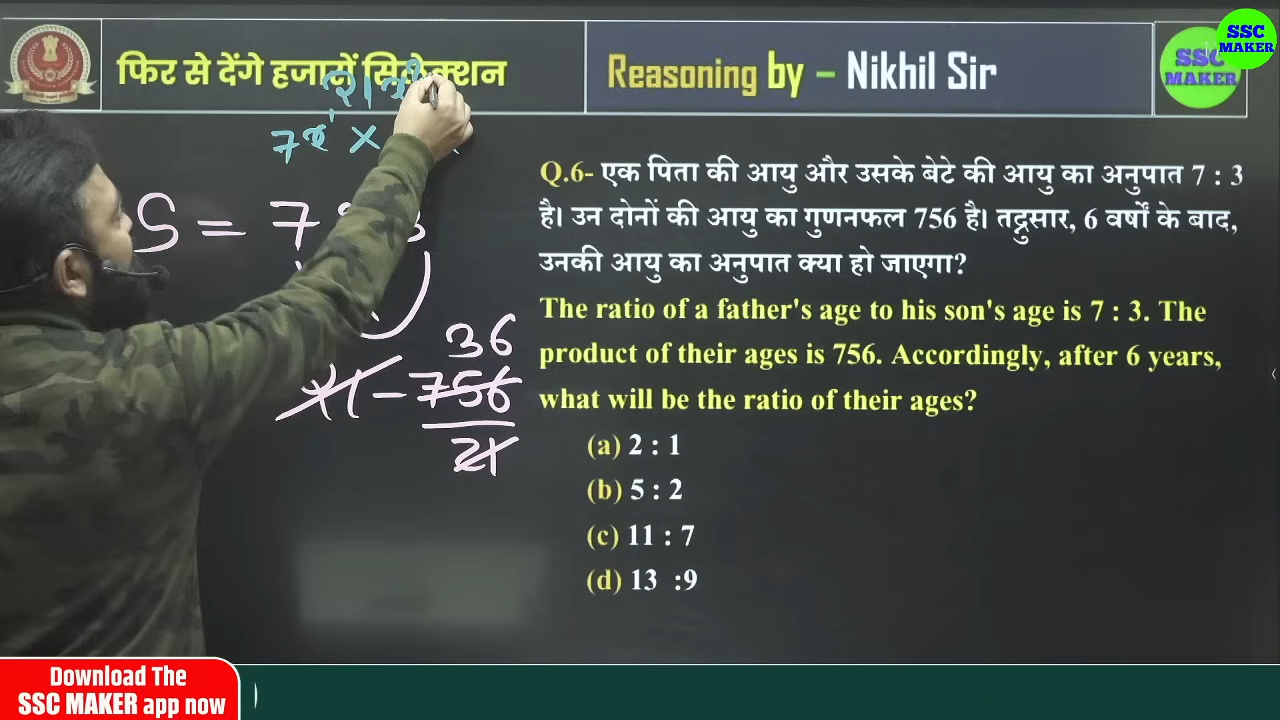 फिर से देंगे हजारों सिलेक्शन
Reasoning by – Nikhil Sir
SSC MAKER
SSC MAKER
Q.6- एक पिता की आयु और उसके बेटे की आयु का अनुपात 7 : 3
है। उन दोनों की आयु का गुणनफल 756 है। तद्नुसार, 6 वर्षों के बाद,
उनकी आयु का अनुपात क्या हो जाएगा?
The ratio of a father's age to his son's age is 7 : 3. The
product of their ages is 756. Accordingly, after 6 years,
what will be the ratio of their ages?
(a) 2 : 1
(b) 5 : 2
(c) 11 : 7
(d) 13 :9
S = 7
36
756
21
Download The
SSC MAKER app now